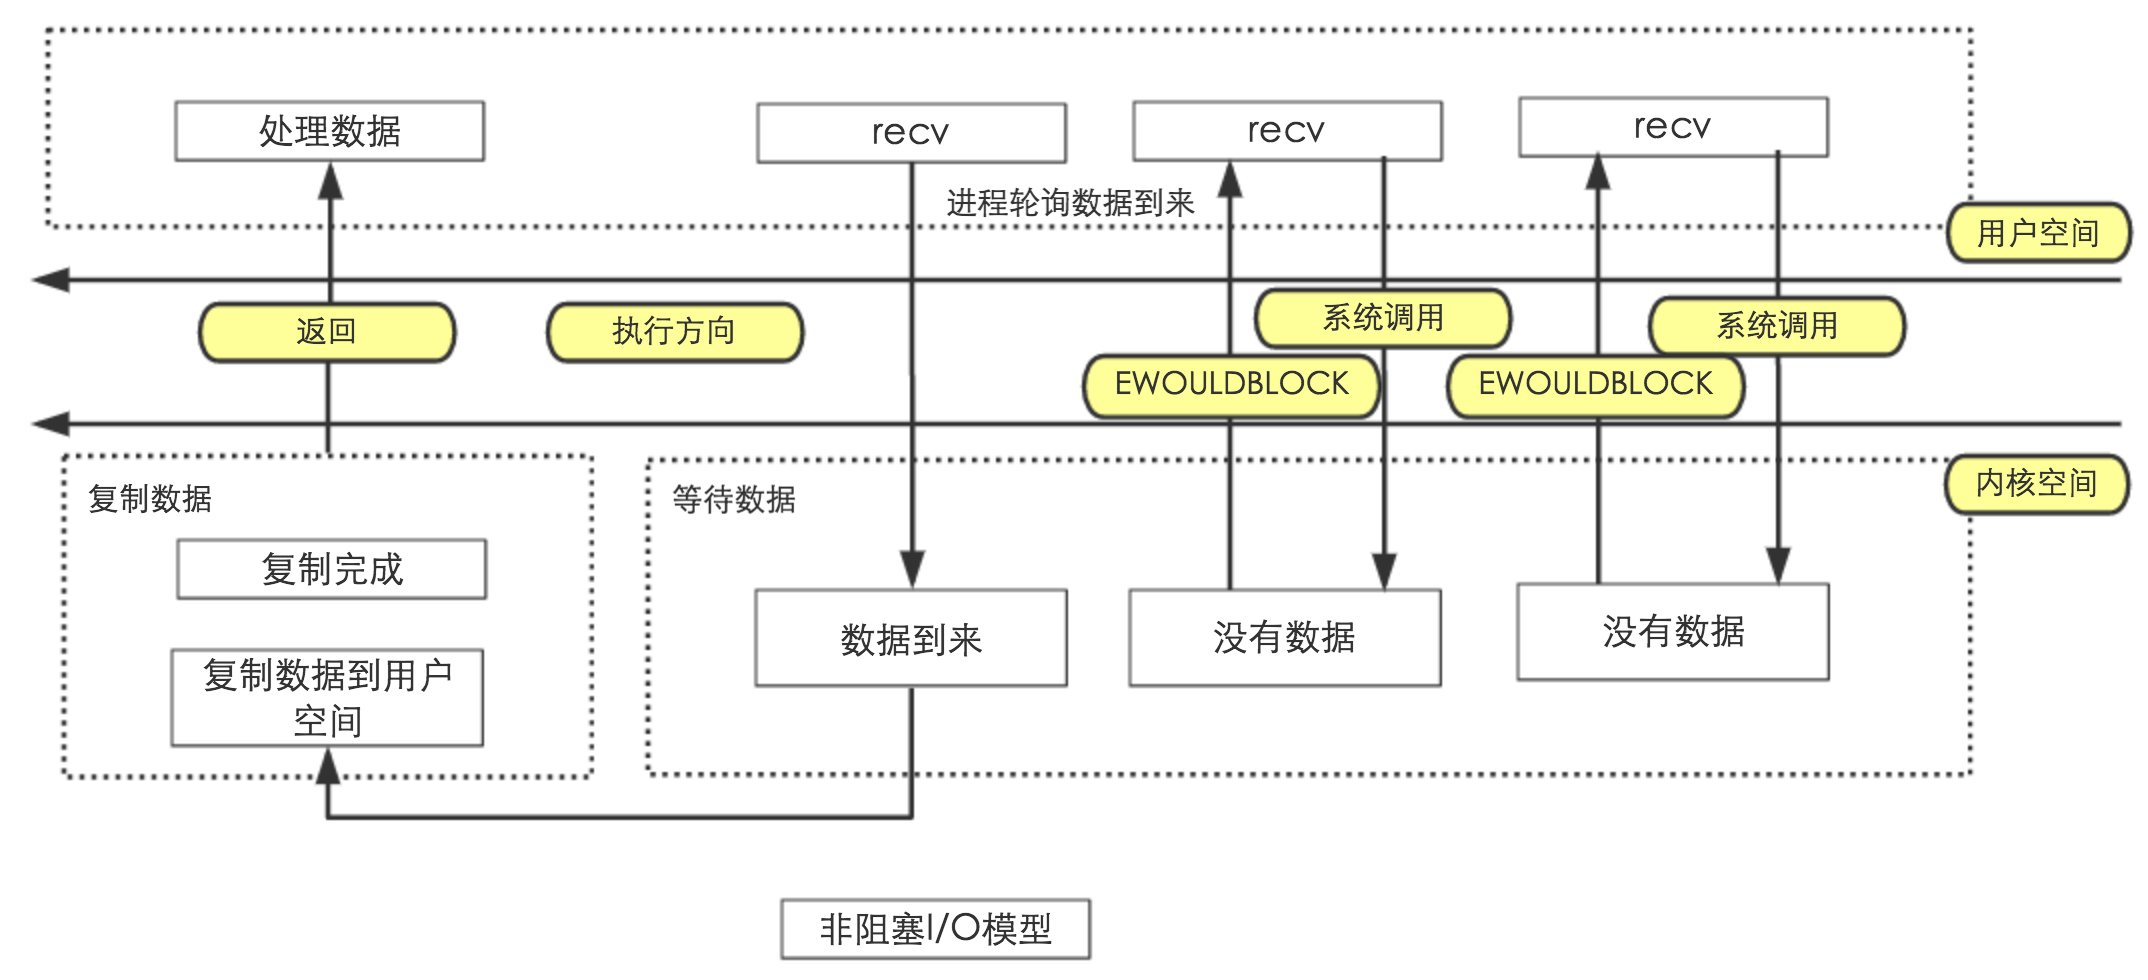 处理数据
recv
recv
recv
进程轮询数据到来
用户空间
返回
执行方向
系统调用
系统调用
EWOULDBLOCK
EWOULDBLOCK
内核空间
复制数据
等待数据
复制完成
数据到来
没有数据
没有数据
复制数据到用户
空间
非阻塞I/O模型